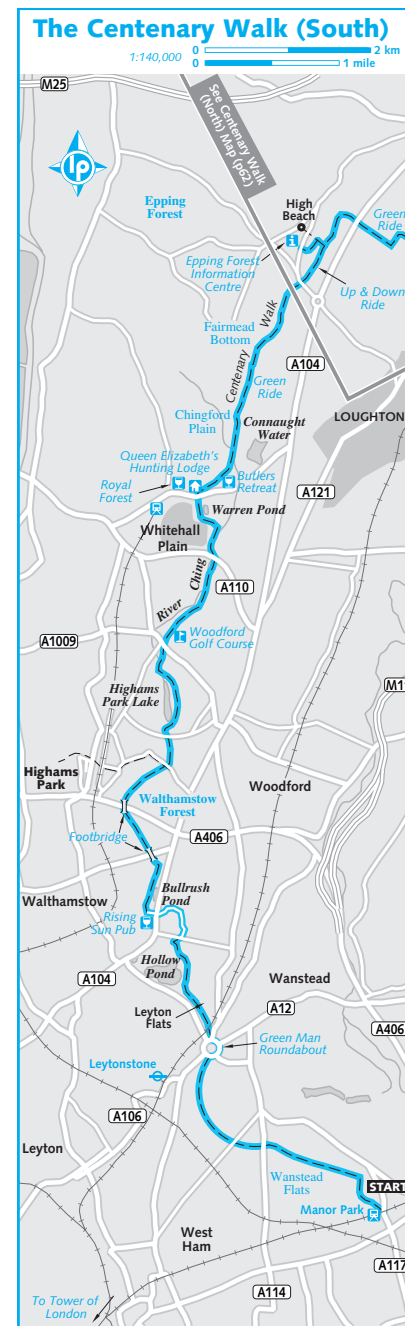 The Centenary Walk (South)
1:140,000
0
2 km
0
1 mile
M25
See Centenary Walk
(North) Map (p62)
lp
Epping
Forest
High
Beach
Green
Ride
i
Epping Forest
Information
Centre
Up & Down
Ride
Fairmead
Bottom
Centenary Walk
A104
Green
Ride
Chingford
Plain
Connaught
Water
LOUGHTON
Queen Elizabeth's
Hunting Lodge
Butlers
Retreat
Royal
Forest
A121
Warren Pond
Whitehall
Plain
A110
River Ching
A1009
Woodford
Golf Course
Highams
Park Lake
M1
Highams
Park
Woodford
Walthamstow
Forest
A406
Footbridge
Bullrush
Pond
Walthamstow
Rising
Sun Pub
Hollow
Pond
A104
Wanstead
Leyton
Flats
A12
A406
Green Man
Roundabout
Leytonstone
A106
Leyton
Wanstead
Flats
START
Manor Park
West
Ham
A117
A114
To Tower of
London